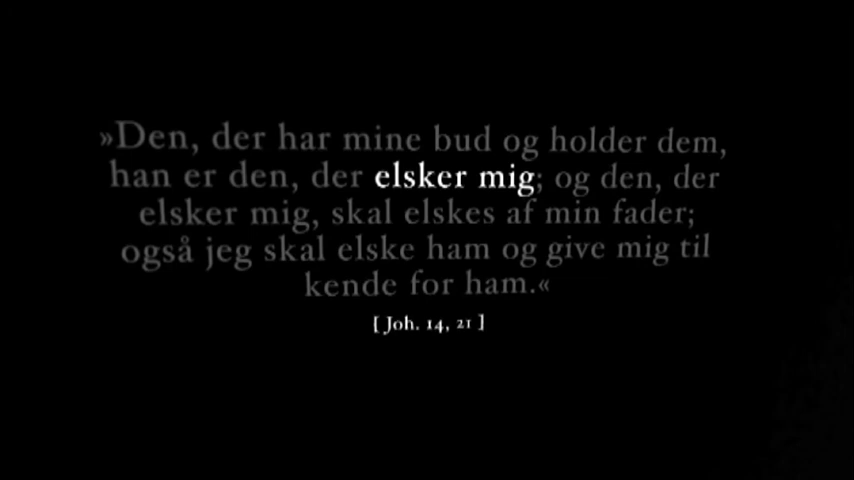 »Den, der har mine bud og holder dem,
han er den, der elsker mig; og den, der
elsker mig, skal elskes af min fader;
også jeg skal elske ham og give mig til
kende for ham.«
[ Joh. 14, 21 ]